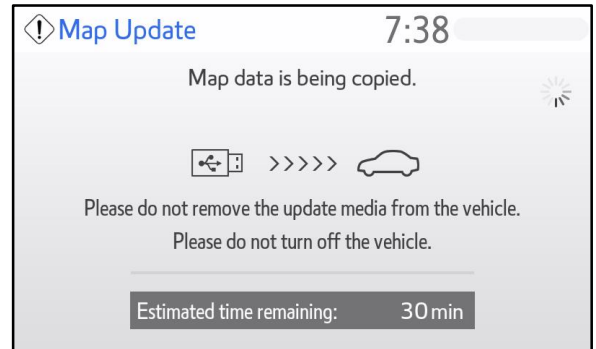 Map Update 7:38
Map data is being copied.
>>>>>
Please do not remove the update media from the vehicle.
Please do not turn off the vehicle.
Estimated time remaining: 30 min